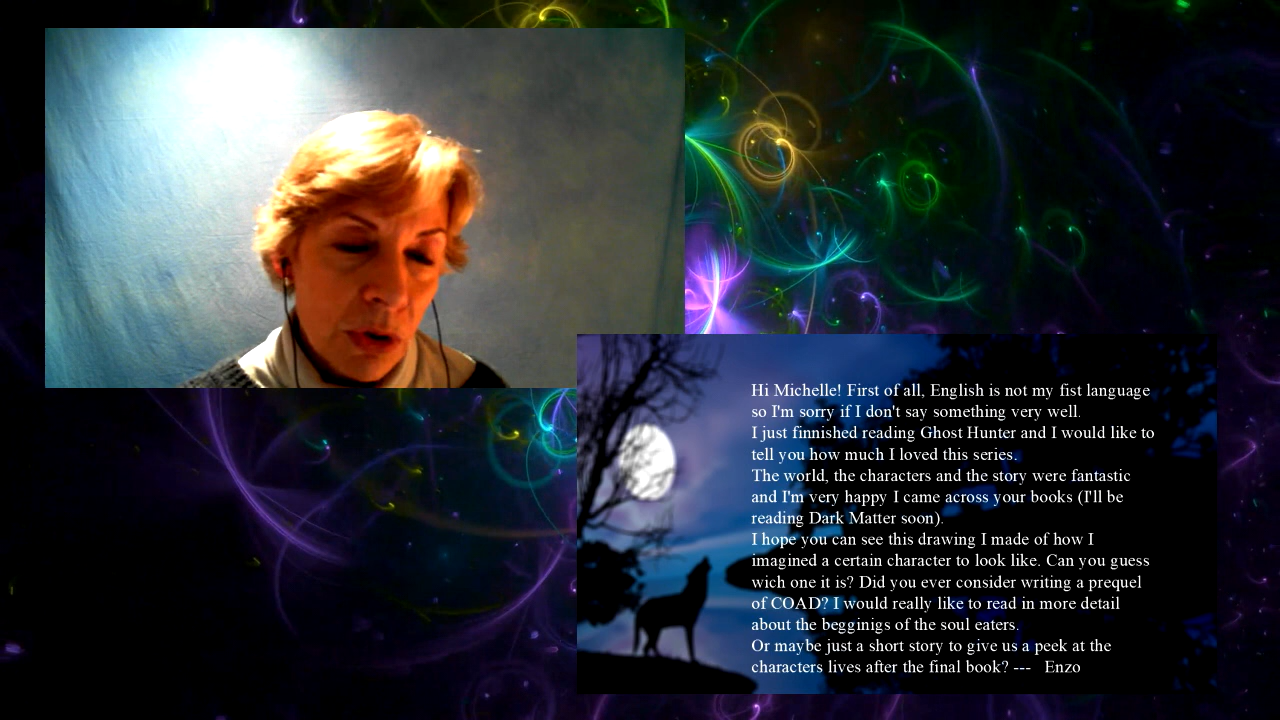 Hi Michelle! First of all, English is not my fist language
so I'm sorry if I don't say something very well.
I just finnished reading Ghost Hunter and I would like to
tell you how much I loved this series.
The world, the characters and the story were fantastic
and I'm very happy I came across your books (I'll be
reading Dark Matter soon).
I hope you can see this drawing I made of how I
imagined a certain character to look like. Can you guess
wich one it is? Did you ever consider writing a prequel
of COAD? I would really like to read in more detail
about the begginigs of the soul eaters.
Or maybe just a short story to give us a peek at the
characters lives after the final book? --- Enzo